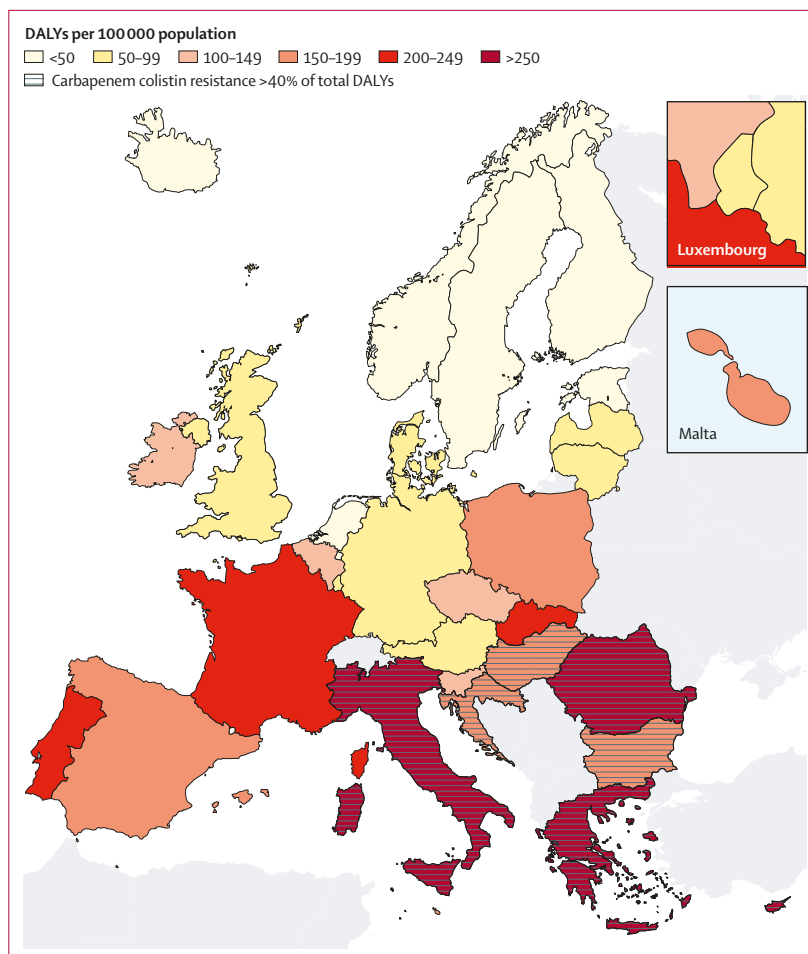 DALYs per 100 000 population
<50 50–99 100–149 150–199 200–249 >250
Carbapenem colistin resistance >40% of total DALYs
Luxembourg
Malta